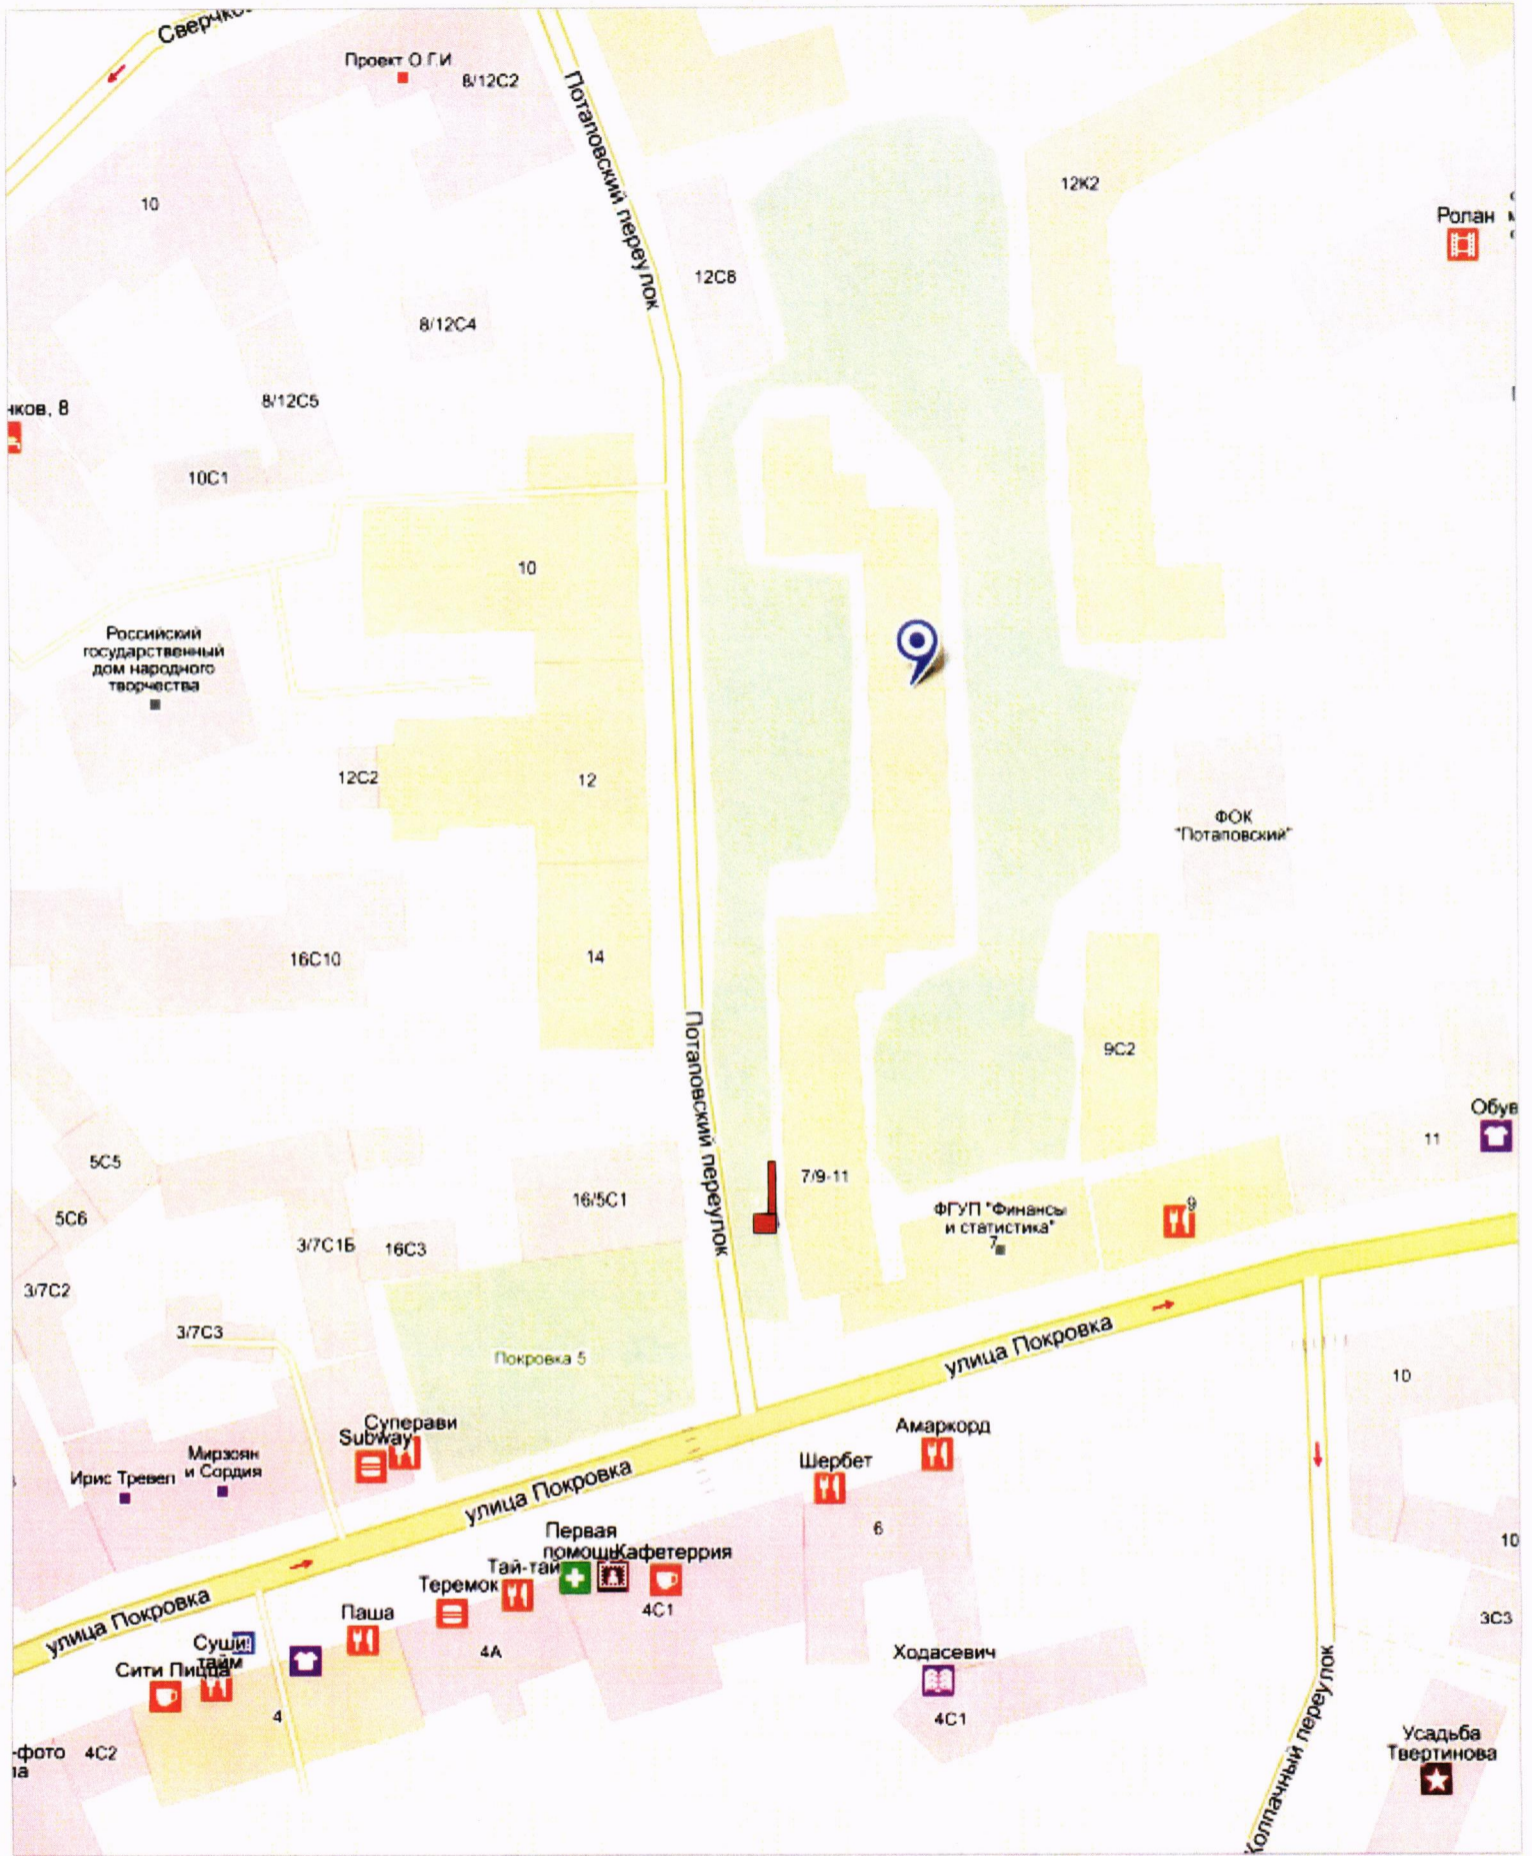 Проект О.Г.И
8/12С2
Потаповский переулок
10
12К2
Ролан
12С8
8/12С4
8/12С5
10С1
10
Российский
государственный
дом народного
творчества
12С2
12
ФОК
"Потаповский"
16С10
14
Потаповский переулок
9С2
11
5С5
5С6
16/5С1
7/9-11
ФГУП "Финансы
и статистика"
7
9
3/7С1Б
16С3
3/7С2
3/7С3
Покровка 5
улица Покровка
10
Суперави
Subway
Амаркорд
Шербет
Ирис Тревел
Мирзоян
и Сордия
улица Покровка
6
Первая
помощь
Кафетеррия
Тай-тай
Теремок
4С1
улица Покровка
Паша
4А
Суши
тайм
Сити Пицца
4
Ходасевич
4С1
3С3
4С2
Колпачный переулок
Усадьба
Твертинова